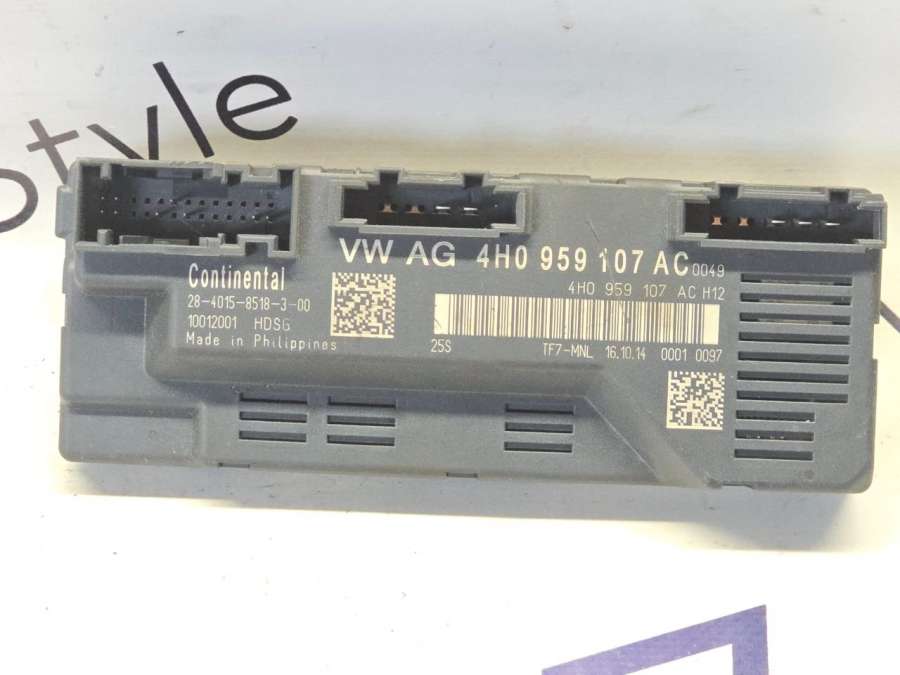 style
VW AG 4H0 959 107 AC 0049
Continental
28-4015-8518-3-00
10012001 HDSG
Made in Philippines
4H0 959 107 AC H12
25S TF7-MNL 16.10.14 0001 0097